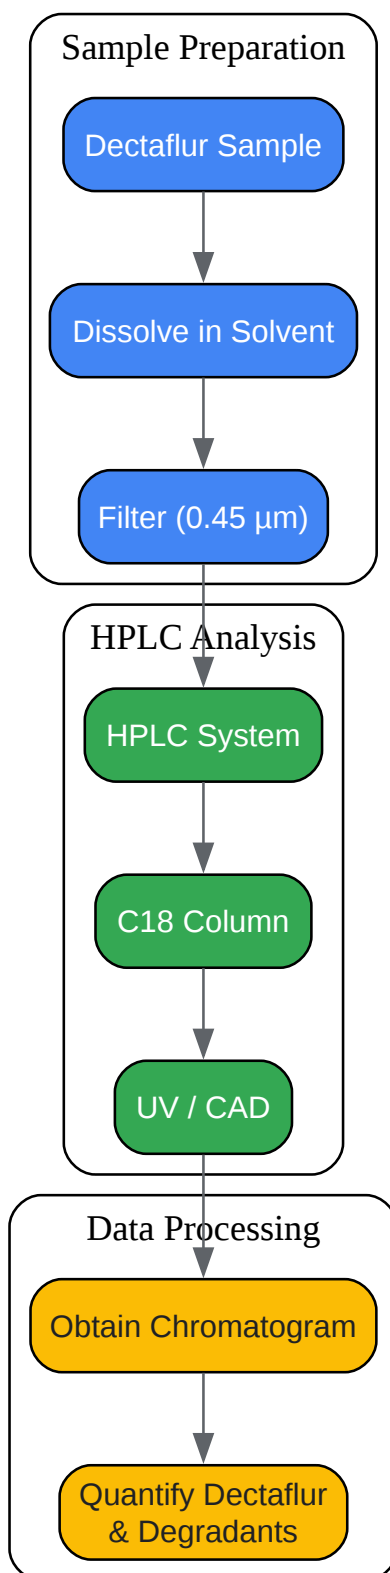 Sample Preparation
Dectaflur Sample
Dissolve in Solvent
Filter (0.45 µm)
HPLC Analysis
HPLC System
C18 Column
UV / CAD
Data Processing
Obtain Chromatogram
Quantify Dectaflur
& Degradants